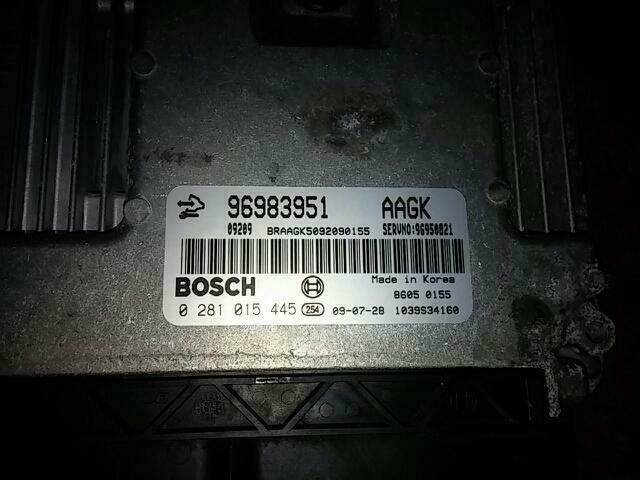 96983951 AAGK
09209 BRAAGK5092090155 SERVNO:96950821
BOSCH Made in Korea
8605 0155
0 281 015 445 254 09-07-28 1039S34160